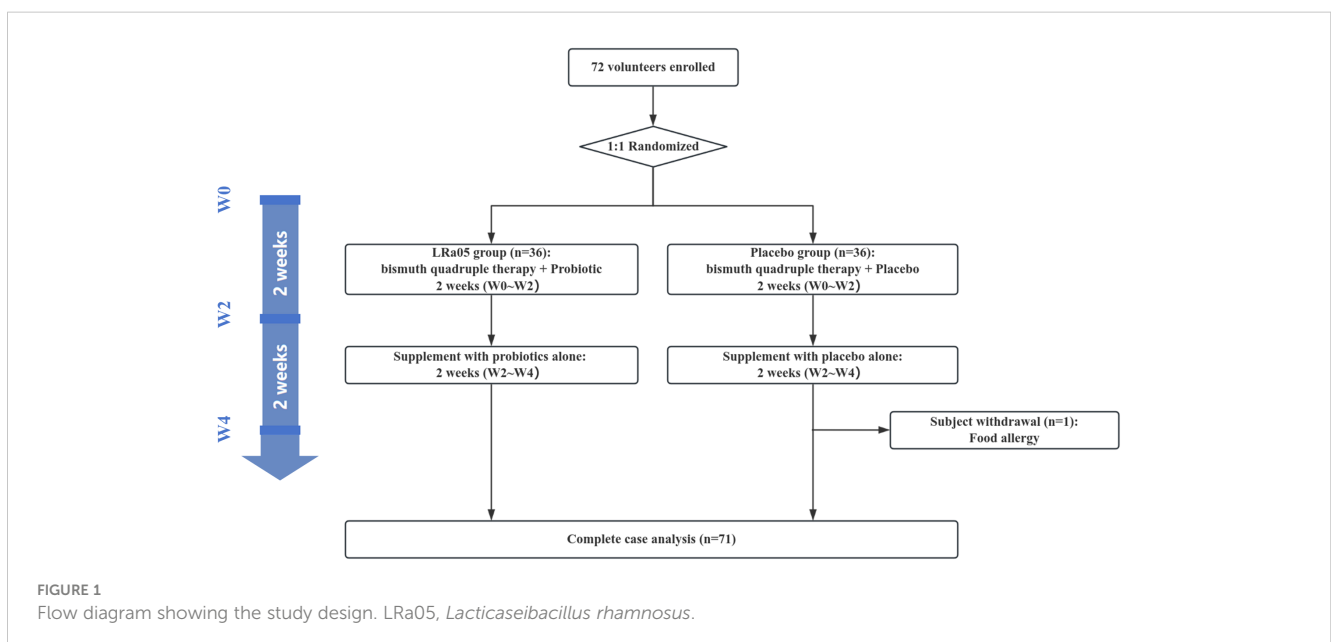 72 volunteers enrolled
1:1 Randomized
W0
2 weeks
W2
2 weeks
W4
LRa05 group (n=36):
bismuth quadruple therapy + Probiotic
2 weeks (W0~W2)
Placebo group (n=36):
bismuth quadruple therapy + Placebo
2 weeks (W0~W2)
Supplement with probiotics alone:
2 weeks (W2~W4)
Supplement with placebo alone:
2 weeks (W2~W4)
Subject withdrawal (n=1):
Food allergy
Complete case analysis (n=71)
FIGURE 1
Flow diagram showing the study design. LRa05, Lacticaseibacillus rhamnosus.